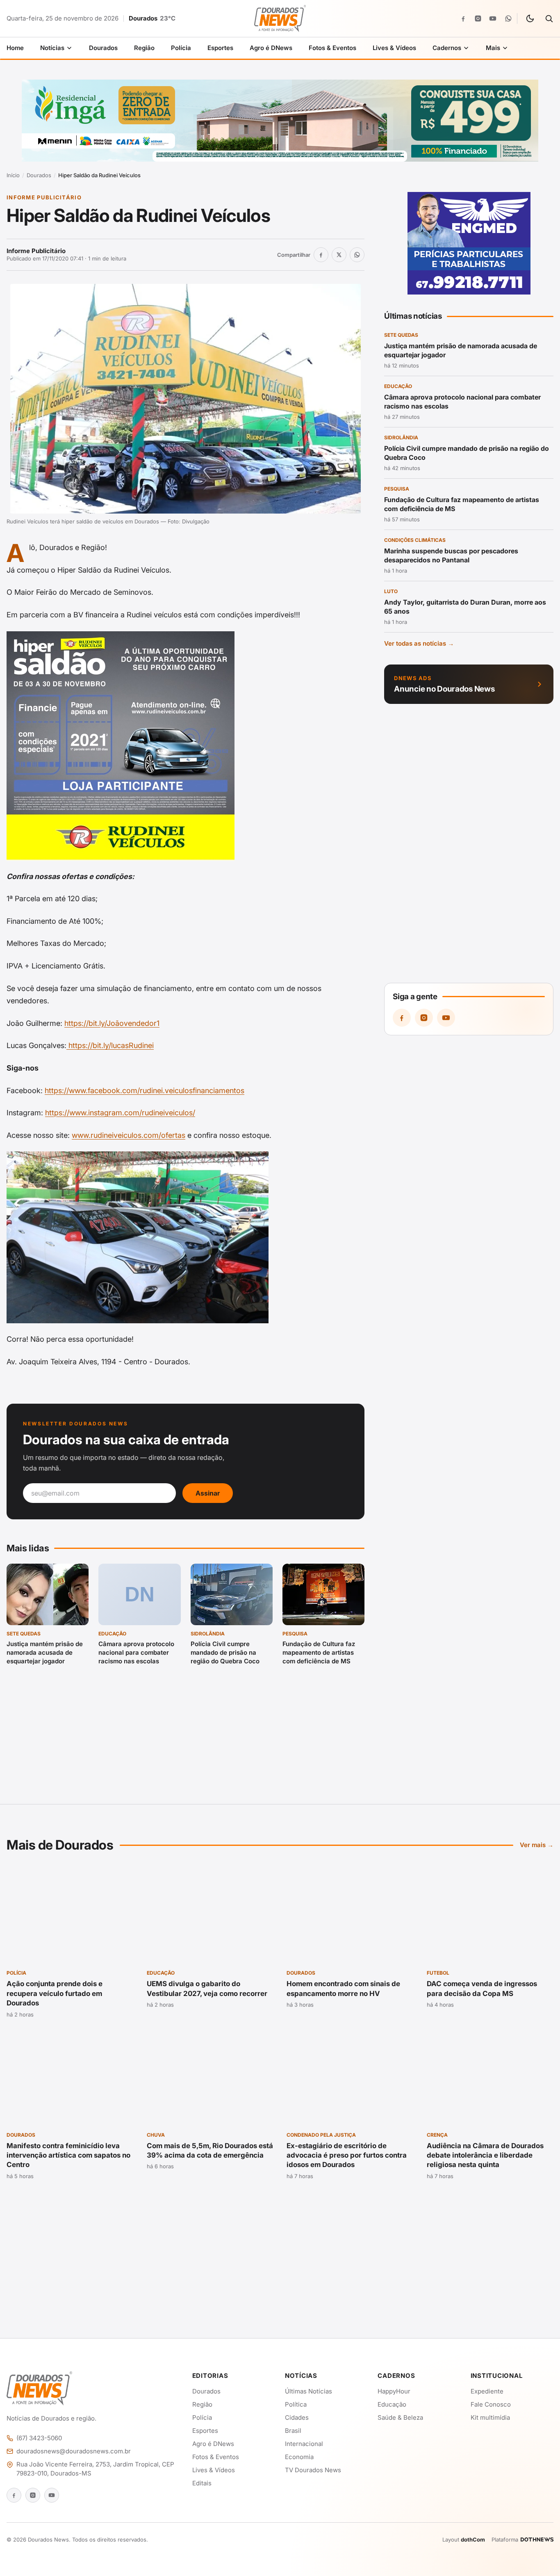 Quarta-feira, 25 de novembro de 2026 Dourados 23°C
DOURADOS
NEWS
A FONTE DA INFORMAÇÃO
Home Notícias Dourados Região Polícia Esportes Agro é DNews Fotos & Eventos Lives & Vídeos Cadernos Mais
Residencial
Ingá
Chegou a chance de comprar
ZERO DE
ENTRADA
MENIN
CAIXA
CONQUISTE SUA CASA
Mensais a partir de
R$ 499
100% Financiado
Início / Dourados / Hiper Saldão da Rudinei Veículos
INFORME PUBLICITÁRIO
Hiper Saldão da Rudinei Veículos
Informe Publicitário
Publicado em 17/11/2020 07:41 · 1 min de leitura
Compartilhar
RUDINEI
VEÍCULOS
3421-7404
COMPRA E VENDA
Rudinei Veículos terá hiper saldão de veículos em Dourados — Foto: Divulgação
Alô, Dourados e Região!
Já começou o Hiper Saldão da Rudinei Veículos.
O Maior Feirão do Mercado de Seminovos.
Em parceria com a BV financeira a Rudinei veículos está com condições imperdíveis!!!
hiper
saldão
RUDINEI VEÍCULOS
DE 03 A 30 NOVEMBRO
A ÚLTIMA OPORTUNIDADE
DO ANO PARA CONQUISTAR
SEU PRÓPRIO CARRO
Financie
com
condições
especiais
Pague
apenas em
2021
Atendimento on-line.
www.rudineiveiculos.com.br
LOJA PARTICIPANTE
RUDINEI
VEÍCULOS
Confira nossas ofertas e condições:
1ª Parcela em até 120 dias;
Financiamento de Até 100%;
Melhores Taxas do Mercado;
IPVA + Licenciamento Grátis.
Se você deseja fazer uma simulação de financiamento, entre em contato com um de nossos
vendedores.
João Guilherme: https://bit.ly/Joãovendedor1
Lucas Gonçalves: https://bit.ly/lucasRudinei
Siga-nos
Facebook: https://www.facebook.com/rudinei.veiculosfinanciamentos
Instagram: https://www.instagram.com/rudineiveiculos/
Acesse nosso site: www.rudineiveiculos.com/ofertas e confira nosso estoque.
Corra! Não perca essa oportunidade!
Av. Joaquim Teixeira Alves, 1194 - Centro - Dourados.
NEWSLETTER DOURADOS NEWS
Dourados na sua caixa de entrada
Um resumo do que importa no estado — direto da nossa redação,
toda manhã.
seu@email.com
Assinar
Mais lidas
DN
SETE QUEDAS
Justiça mantém prisão de
namorada acusada de
esquartejar jogador
EDUCAÇÃO
Câmara aprova protocolo
nacional para combater
racismo nas escolas
SIDROLÂNDIA
Polícia Civil cumpre
mandado de prisão na
região do Quebra Coco
PESQUISA
Fundação de Cultura faz
mapeamento de artistas
com deficiência de MS
ENGMED
PERÍCIAS PARTICULARES
E TRABALHISTAS
67.99218.7111
Últimas notícias
SETE QUEDAS
Justiça mantém prisão de namorada acusada de
esquartejar jogador
há 12 minutos
EDUCAÇÃO
Câmara aprova protocolo nacional para combater
racismo nas escolas
há 27 minutos
SIDROLÂNDIA
Polícia Civil cumpre mandado de prisão na região do
Quebra Coco
há 42 minutos
PESQUISA
Fundação de Cultura faz mapeamento de artistas
com deficiência de MS
há 57 minutos
CONDIÇÕES CLIMÁTICAS
Marinha suspende buscas por pescadores
desaparecidos no Pantanal
há 1 hora
LUTO
Andy Taylor, guitarrista do Duran Duran, morre aos
65 anos
há 1 hora
Ver todas as notícias →
DNEWS ADS
Anuncie no Dourados News
Siga a gente
Mais de Dourados
Ver mais →
POLÍCIA
Ação conjunta prende dois e
recupera veículo furtado em
Dourados
há 2 horas
EDUCAÇÃO
UEMS divulga o gabarito do
Vestibular 2027, veja como recorrer
há 2 horas
DOURADOS
Homem encontrado com sinais de
espancamento morre no HV
há 3 horas
FUTEBOL
DAC começa venda de ingressos
para decisão da Copa MS
há 4 horas
DOURADOS
Manifesto contra feminicídio leva
intervenção artística com sapatos no
Centro
há 5 horas
CHUVA
Com mais de 5,5m, Rio Dourados está
39% acima da cota de emergência
há 6 horas
CONDENADO PELA JUSTIÇA
Ex-estagiário de escritório de
advocacia é preso por furtos contra
idosos em Dourados
há 7 horas
CRENÇA
Audiência na Câmara de Dourados
debate intolerância e liberdade
religiosa nesta quinta
há 7 horas
DOURADOS
NEWS
A FONTE DA INFORMAÇÃO
Notícias de Dourados e região.
(67) 3423-5060
douradosnews@douradosnews.com.br
Rua João Vicente Ferreira, 2753, Jardim Tropical, CEP
79823-010, Dourados-MS
EDITORIAS
Dourados
Região
Polícia
Esportes
Agro é DNews
Fotos & Eventos
Lives & Vídeos
Editais
NOTÍCIAS
Últimas Notícias
Política
Cidades
Brasil
Internacional
Economia
TV Dourados News
CADERNOS
HappyHour
Educação
Saúde & Beleza
INSTITUCIONAL
Expediente
Fale Conosco
Kit multimídia
© 2026 Dourados News. Todos os direitos reservados.
Layout dothCom Plataforma DOTHNEWS